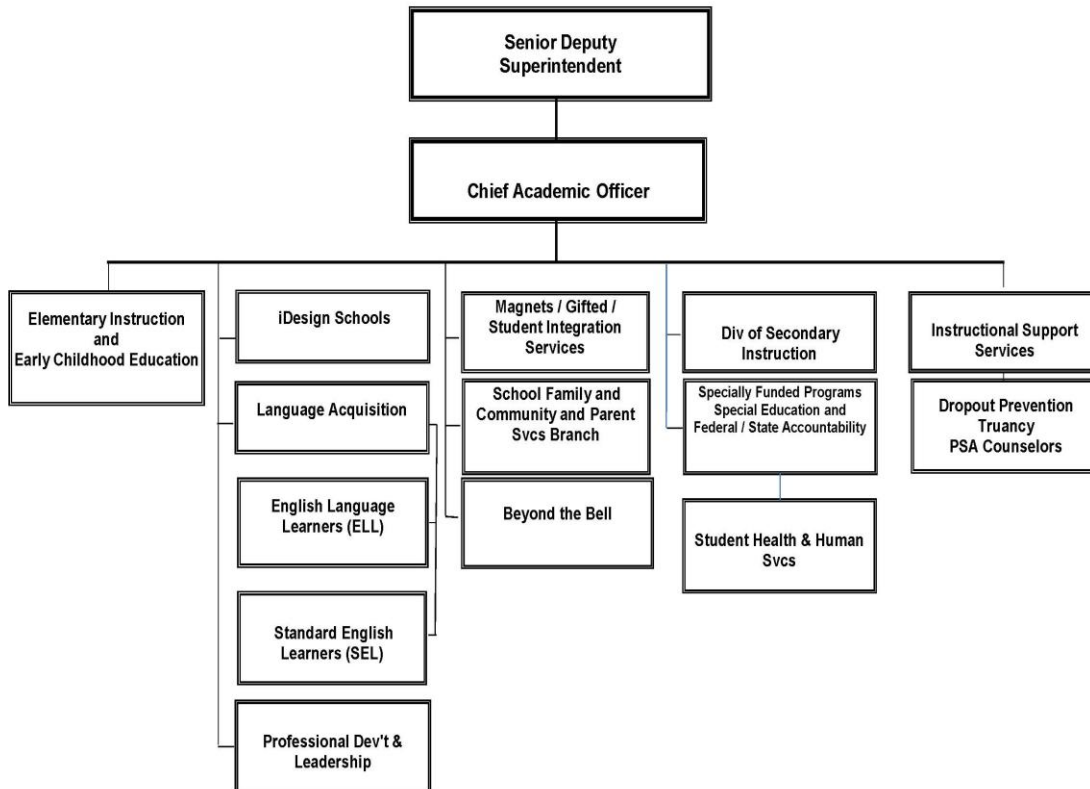 Senior Deputy
Superintendent
Chief Academic Officer
Elementary Instruction
and
Early Childhood Education
iDesign Schools
Language Acquisition
English Language
Learners (ELL)
Standard English
Learners (SEL)
Professional Dev't &
Leadership
Magnets / Gifted /
Student Integration
Services
School Family and
Community and Parent
Svcs Branch
Beyond the Bell
Div of Secondary
Instruction
Specially Funded Programs
Special Education and
Federal / State Accountability
Student Health & Human
Svcs
Instructional Support
Services
Dropout Prevention
Truancy
PSA Counselors